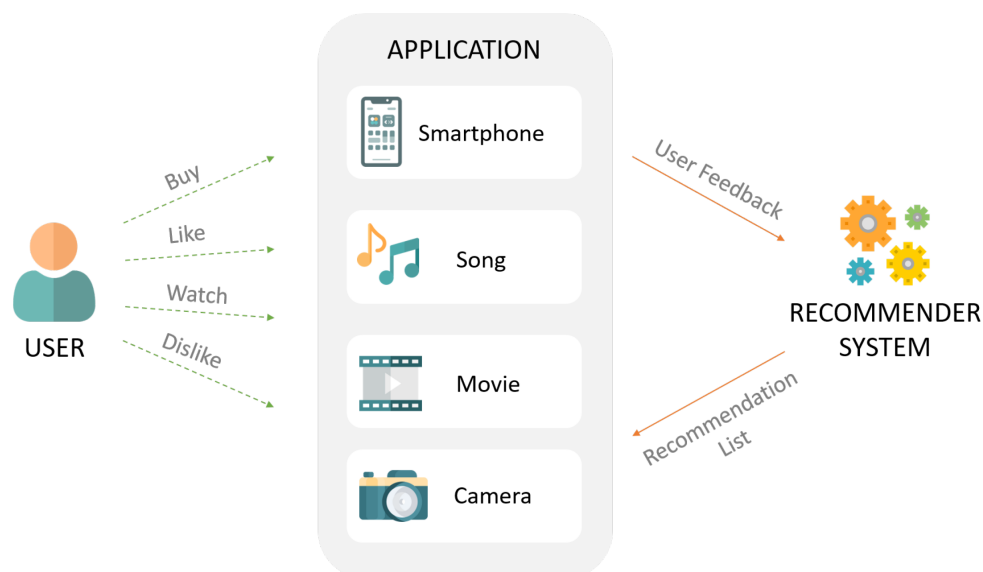 APPLICATION
Smartphone
Buy
User Feedback
Like
Song
Watch
RECOMMENDER
SYSTEM
USER
Dislike
Movie
Recommendation
List
Camera